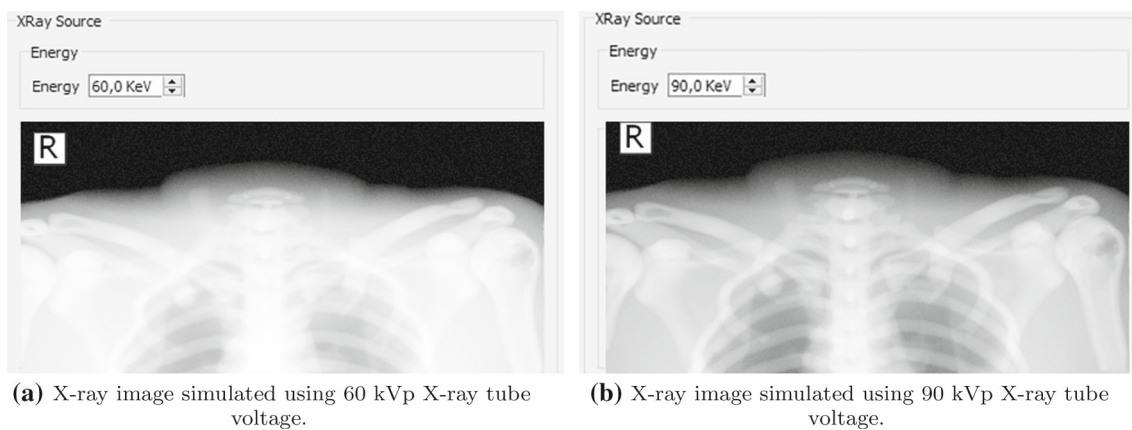 XRay Source
Energy
Energy 60,0 KeV
R
(a) X-ray image simulated using 60 kVp X-ray tube
voltage.
XRay Source
Energy
Energy 90,0 KeV
R
(b) X-ray image simulated using 90 kVp X-ray tube
voltage.